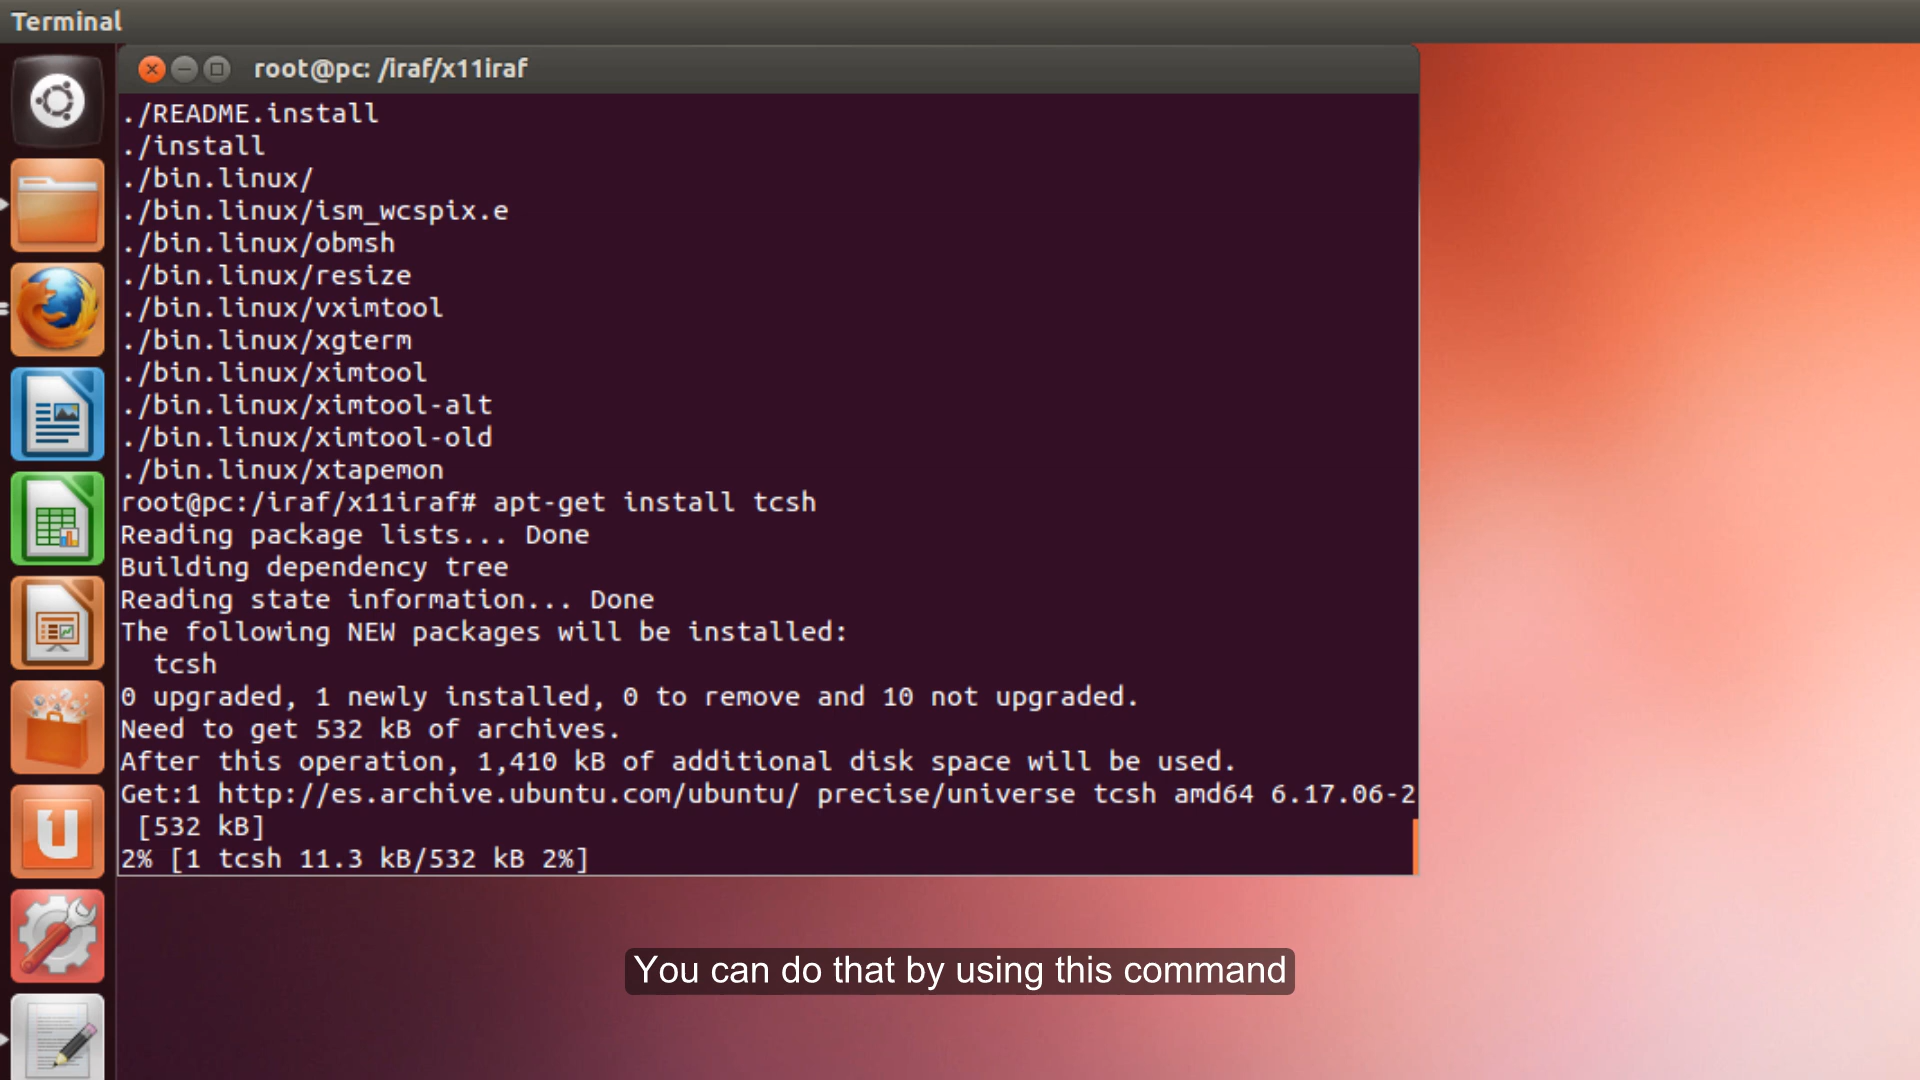 Terminal
root@pc: /iraf/x11iraf
./README.install
./install
./bin.linux/
./bin.linux/ism_wcspix.e
./bin.linux/obmsh
./bin.linux/resize
./bin.linux/vximtool
./bin.linux/xgterm
./bin.linux/ximtool
./bin.linux/ximtool-alt
./bin.linux/ximtool-old
./bin.linux/xtapemon
root@pc:/iraf/x11iraf# apt-get install tcsh
Reading package lists... Done
Building dependency tree
Reading state information... Done
The following NEW packages will be installed:
  tcsh
0 upgraded, 1 newly installed, 0 to remove and 10 not upgraded.
Need to get 532 kB of archives.
After this operation, 1,410 kB of additional disk space will be used.
Get:1 http://es.archive.ubuntu.com/ubuntu/ precise/universe tcsh amd64 6.17.06-2
 [532 kB]
2% [1 tcsh 11.3 kB/532 kB 2%]
You can do that by using this command